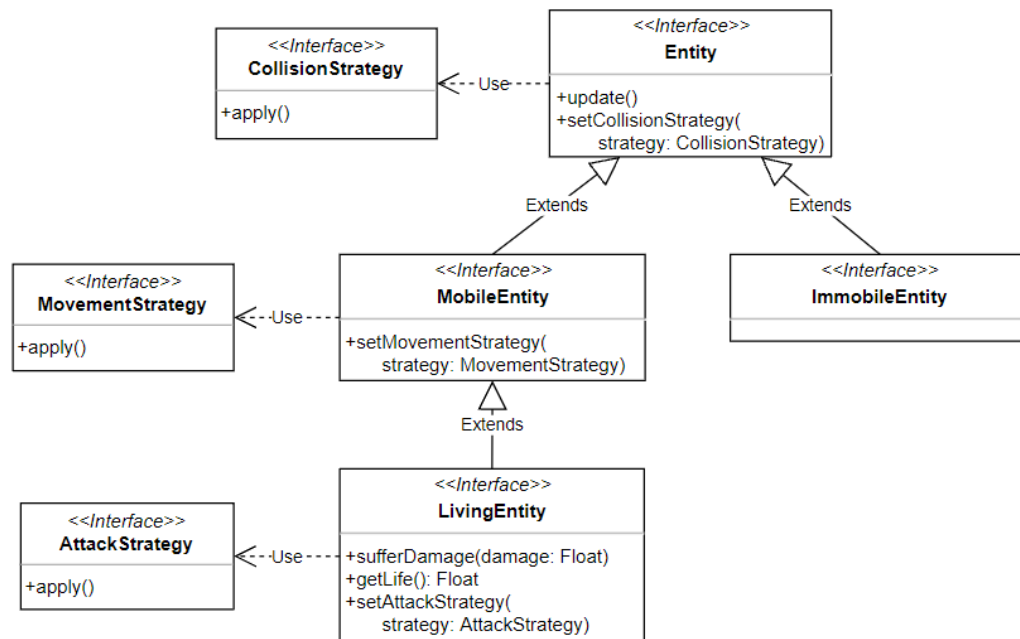 <<Interface>>
CollisionStrategy
+apply()
Use
<<Interface>>
Entity
+update()
+setCollisionStrategy(
strategy: CollisionStrategy)
Extends
Extends
<<Interface>>
MovementStrategy
+apply()
Use
<<Interface>>
MobileEntity
+setMovementStrategy(
strategy: MovementStrategy)
<<Interface>>
ImmobileEntity
Extends
<<Interface>>
AttackStrategy
+apply()
Use
<<Interface>>
LivingEntity
+sufferDamage(damage: Float)
+getLife(): Float
+setAttackStrategy(
strategy: AttackStrategy)